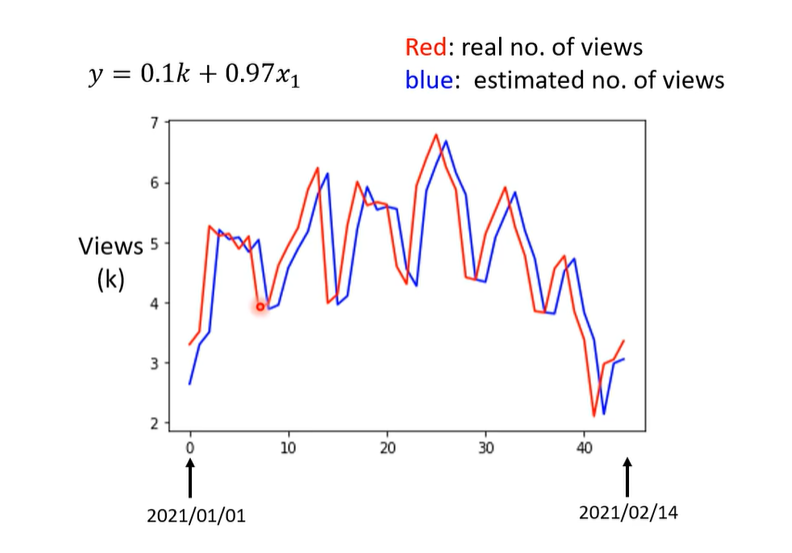 Red: real no. of views
y = 0.1k + 0.97x₁
blue: estimated no. of views
7
6
Views
5
(k)
4
3
2
0
10
20
30
40
2021/01/01
2021/02/14